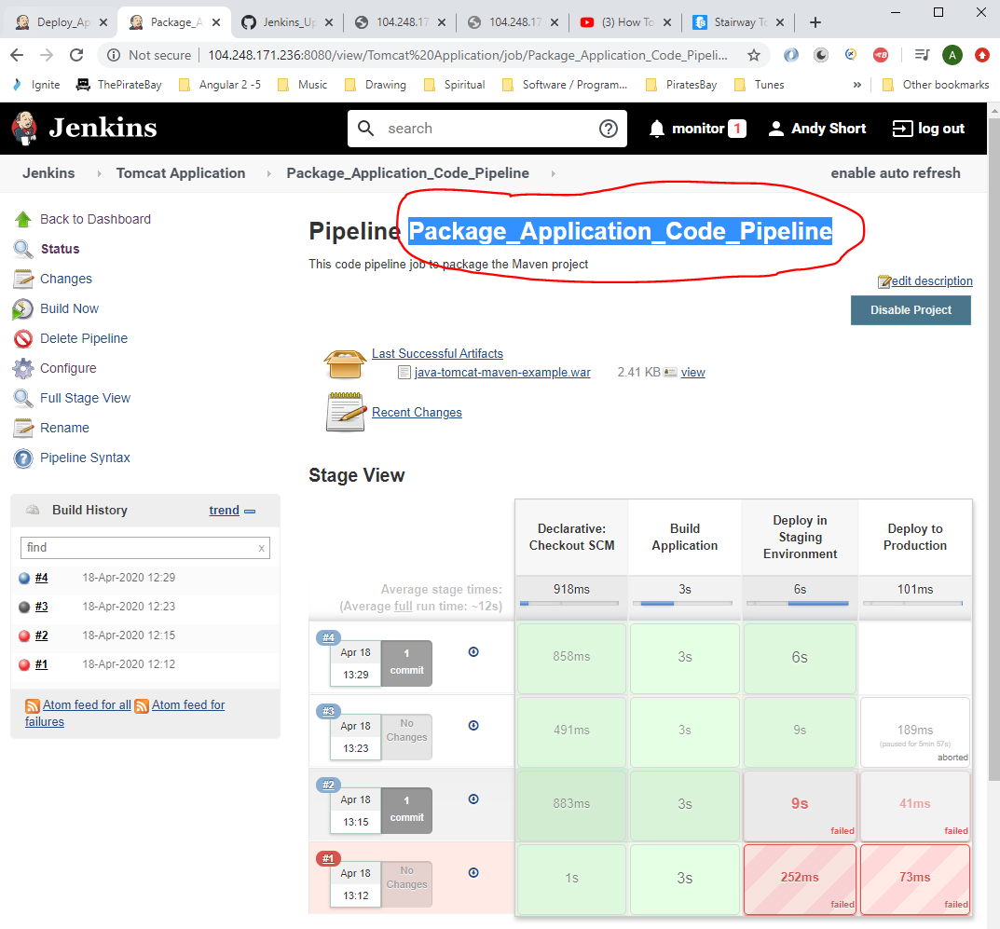 Deploy_Ap
Package_A
Jenkins_Up
104.248.17
104.248.17
(3) How To
Stairway To
Not secure
104.248.171.236:8080/view/Tomcat%20Application/job/Package_Application_Code_Pipeli...
A
Ignite
ThePirateBay
Angular 2 -5
Music
Drawing
Spiritual
Software / Program...
PiratesBay
Tunes
»
Other bookmarks
Jenkins
search
monitor 1
Andy Short
log out
Jenkins
Tomcat Application
Package_Application_Code_Pipeline
enable auto refresh
Back to Dashboard
Status
Changes
Build Now
Delete Pipeline
Configure
Full Stage View
Rename
Pipeline Syntax
Pipeline Package_Application_Code_Pipeline
This code pipeline job to package the Maven project
edit description
Disable Project
Last Successful Artifacts
java-tomcat-maven-example.war 2.41 KB view
Recent Changes
Build History trend
find x
#4 18-Apr-2020 12:29
#3 18-Apr-2020 12:23
#2 18-Apr-2020 12:15
#1 18-Apr-2020 12:12
Atom feed for all Atom feed for
failures
Stage View
Declarative:
Checkout SCM
Build
Application
Deploy in
Staging
Environment
Deploy to
Production
Average stage times:
(Average full run time: ~12s)
918ms
3s
6s
101ms
#4
Apr 18
13:29
1
commit
858ms
3s
6s
#3
Apr 18
13:23
No
Changes
491ms
3s
9s
189ms
(paused for 5min 57s)
aborted
#2
Apr 18
13:15
1
commit
883ms
3s
9s
failed
41ms
failed
#1
Apr 18
13:12
No
Changes
1s
3s
252ms
failed
73ms
failed